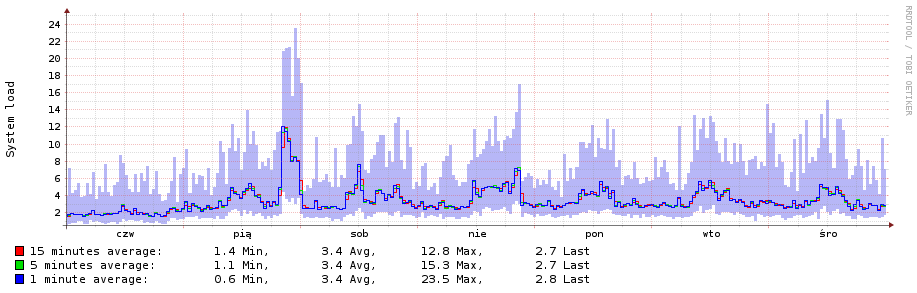 RRDTOOL / TOBI OETIKER
System load
24
22
20
18
16
14
12
10
8
6
4
2
czw pią sob nie pon wto śro
15 minutes average: 1.4 Min, 3.4 Avg, 12.8 Max, 2.7 Last
5 minutes average: 1.1 Min, 3.4 Avg, 15.3 Max, 2.7 Last
1 minute average: 0.6 Min, 3.4 Avg, 23.5 Max, 2.8 Last